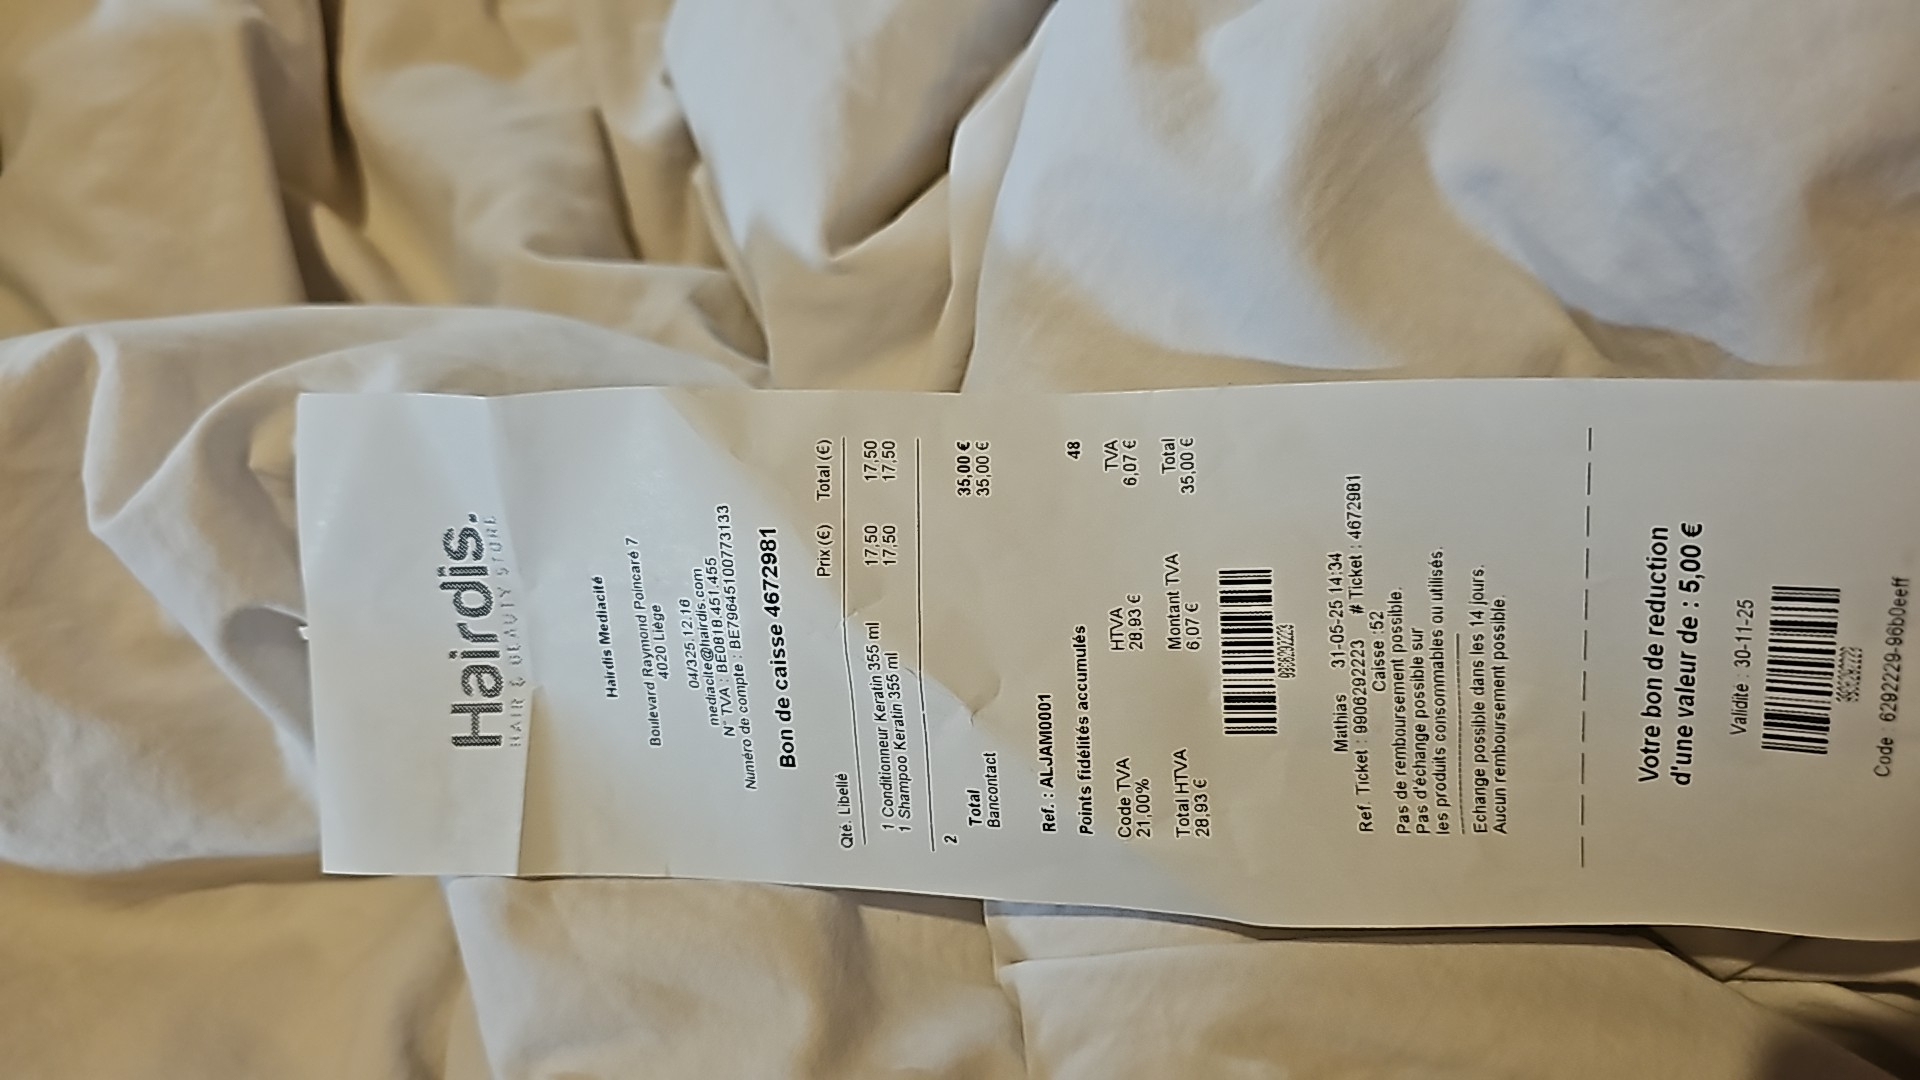 Hairdis.
HAIR & BEAUTY STORE
Hairdis Mediacité
Boulevard Raymond Poincaré 7
4020 Liège
04/325.12.16
mediacite@hairdis.com
N° TVA : BE0818.451.455
Numéro de compte : BE79645100773133
Bon de caisse 4672981
Qté. Libellé Prix (€) Total (€)
1 Conditionneur Keratin 355 ml 17,50 17,50
1 Shampoo Keratin 355 ml 17,50 17,50
2
Total 35,00 €
Bancontact 35,00 €
Ref. : ALJAM0001
Points fidélités accumulés 48
Code TVA HTVA TVA
21,00% 28,93 € 6,07 €
Total HTVA Montant TVA Total
28,93 € 6,07 € 35,00 €
9906292223
Mathias 31-05-25 14:34
Ref. Ticket : 9906292223 # Ticket : 4672981
Caisse :52
Pas de remboursement possible.
Pas d'échange possible sur
les produits consommables ou utilisés.
Echange possible dans les 14 jours.
Aucun remboursement possible.
Votre bon de reduction
d'une valeur de : 5,00 €
Validité : 30-11-25
Code : 6292229-96b0eeff